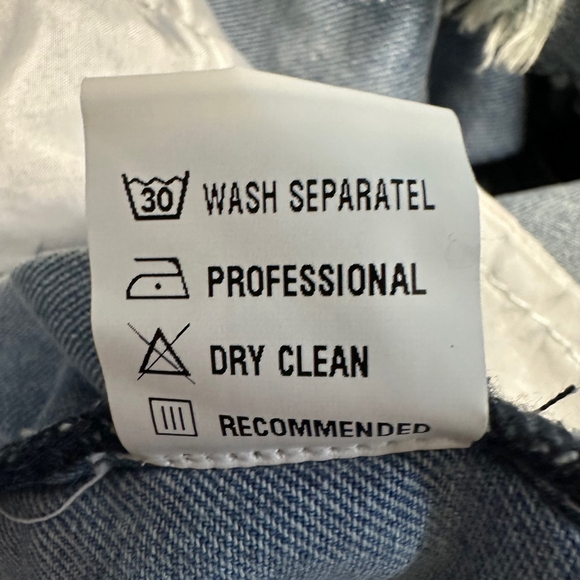 30 WASH SEPARATEL
PROFESSIONAL
DRY CLEAN
RECOMMENDED